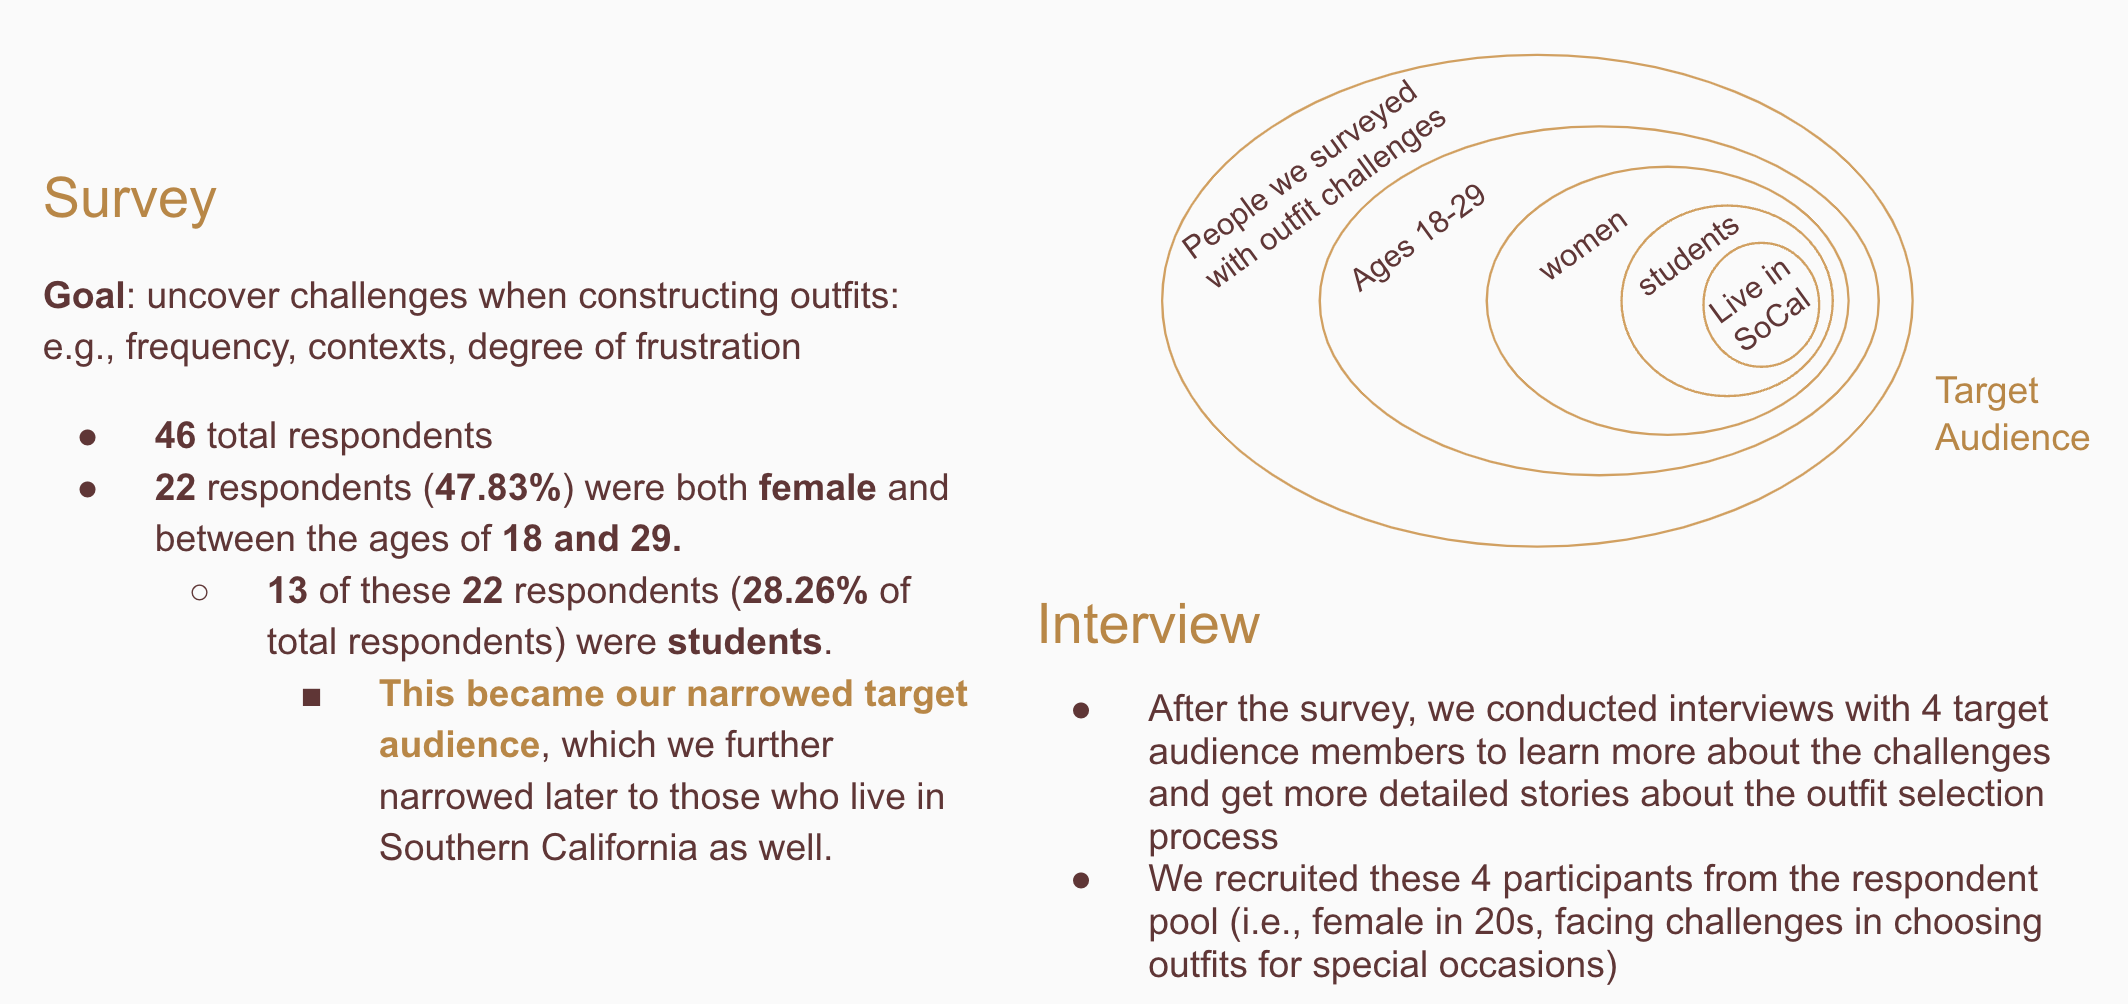 Survey
Goal: uncover challenges when constructing outfits:
e.g., frequency, contexts, degree of frustration
● 46 total respondents
● 22 respondents (47.83%) were both female and
between the ages of 18 and 29.
○ 13 of these 22 respondents (28.26% of
total respondents) were students.
■ This became our narrowed target
audience, which we further
narrowed later to those who live in
Southern California as well.
People we surveyed
with outfit challenges
Ages 18-29
women
students
Live in
SoCal
Target
Audience
Interview
● After the survey, we conducted interviews with 4 target
audience members to learn more about the challenges
and get more detailed stories about the outfit selection
process
● We recruited these 4 participants from the respondent
pool (i.e., female in 20s, facing challenges in choosing
outfits for special occasions)